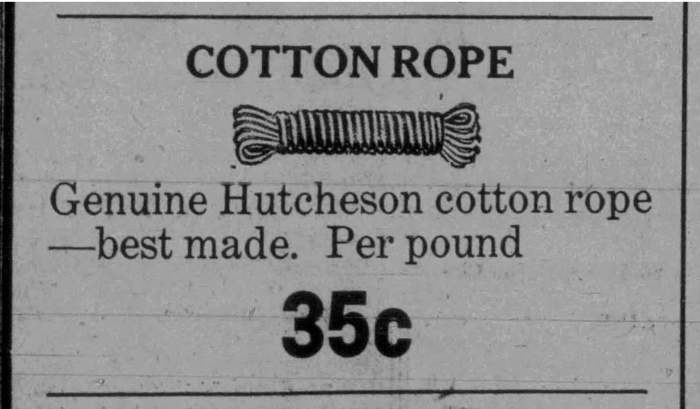 COTTON ROPE
Genuine Hutcheson cotton rope
—best made. Per pound
35c